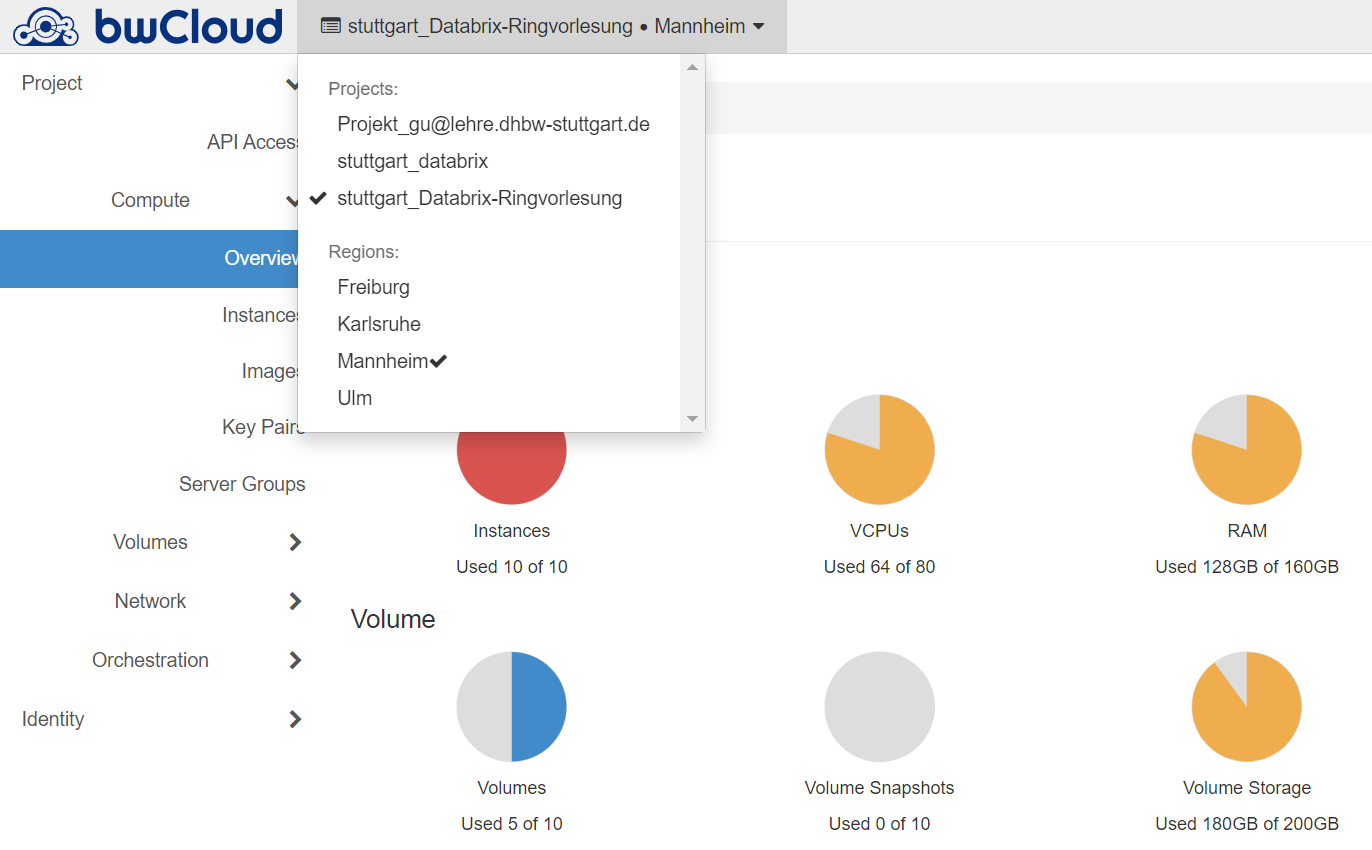 bwCloud
stuttgart_Databrix-Ringvorlesung • Mannheim
Project
API Access
Compute
Overview
Instances
Images
Key Pairs
Server Groups
Volumes
Network
Orchestration
Identity
Projects:
Projekt_gu@lehre.dhbw-stuttgart.de
stuttgart_databrix
stuttgart_Databrix-Ringvorlesung
Regions:
Freiburg
Karlsruhe
Mannheim
Ulm
Instances
Used 10 of 10
VCPUs
Used 64 of 80
RAM
Used 128GB of 160GB
Volume
Volumes
Used 5 of 10
Volume Snapshots
Used 0 of 10
Volume Storage
Used 180GB of 200GB